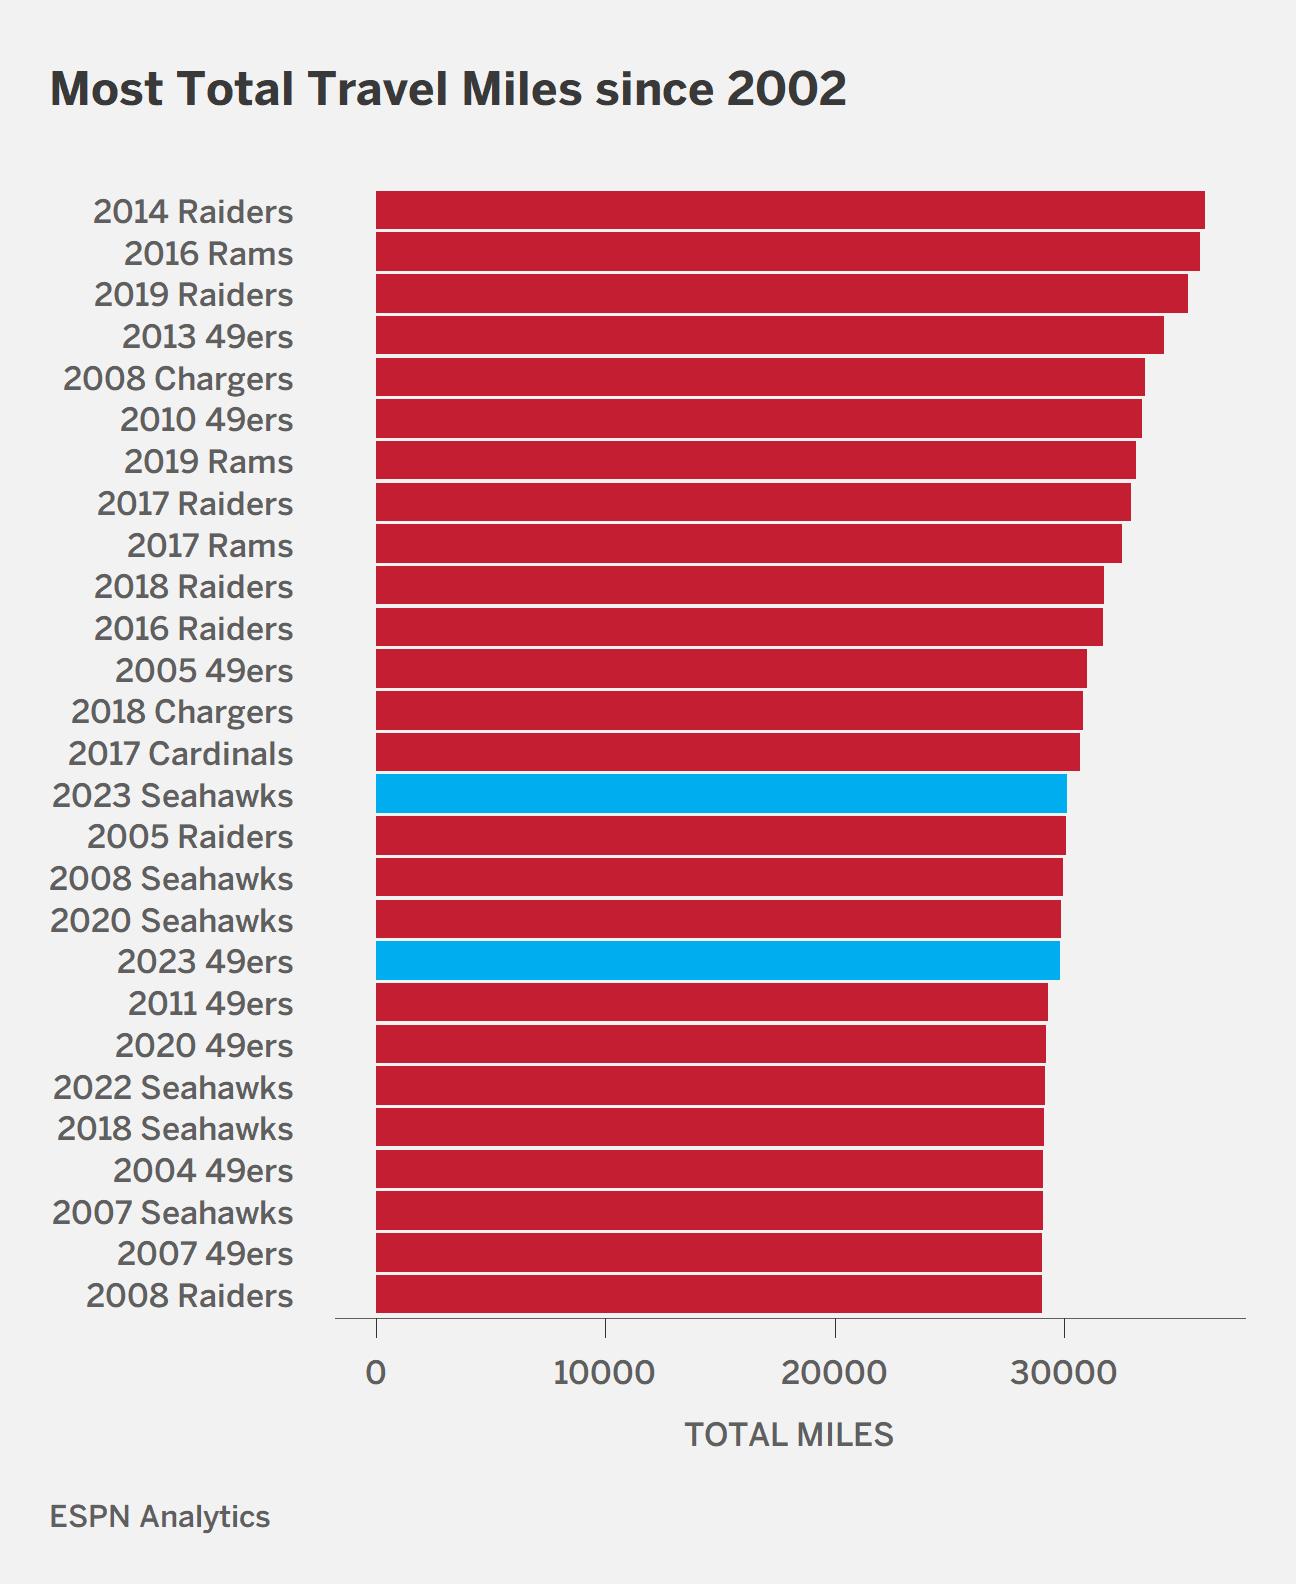 Most Total Travel Miles since 2002
2014 Raiders
2016 Rams
2019 Raiders
2013 49ers
2008 Chargers
2010 49ers
2019 Rams
2017 Raiders
2017 Rams
2018 Raiders
2016 Raiders
2005 49ers
2018 Chargers
2017 Cardinals
2023 Seahawks
2005 Raiders
2008 Seahawks
2020 Seahawks
2023 49ers
2011 49ers
2020 49ers
2022 Seahawks
2018 Seahawks
2004 49ers
2007 Seahawks
2007 49ers
2008 Raiders
0 10000 20000 30000
TOTAL MILES
ESPN Analytics